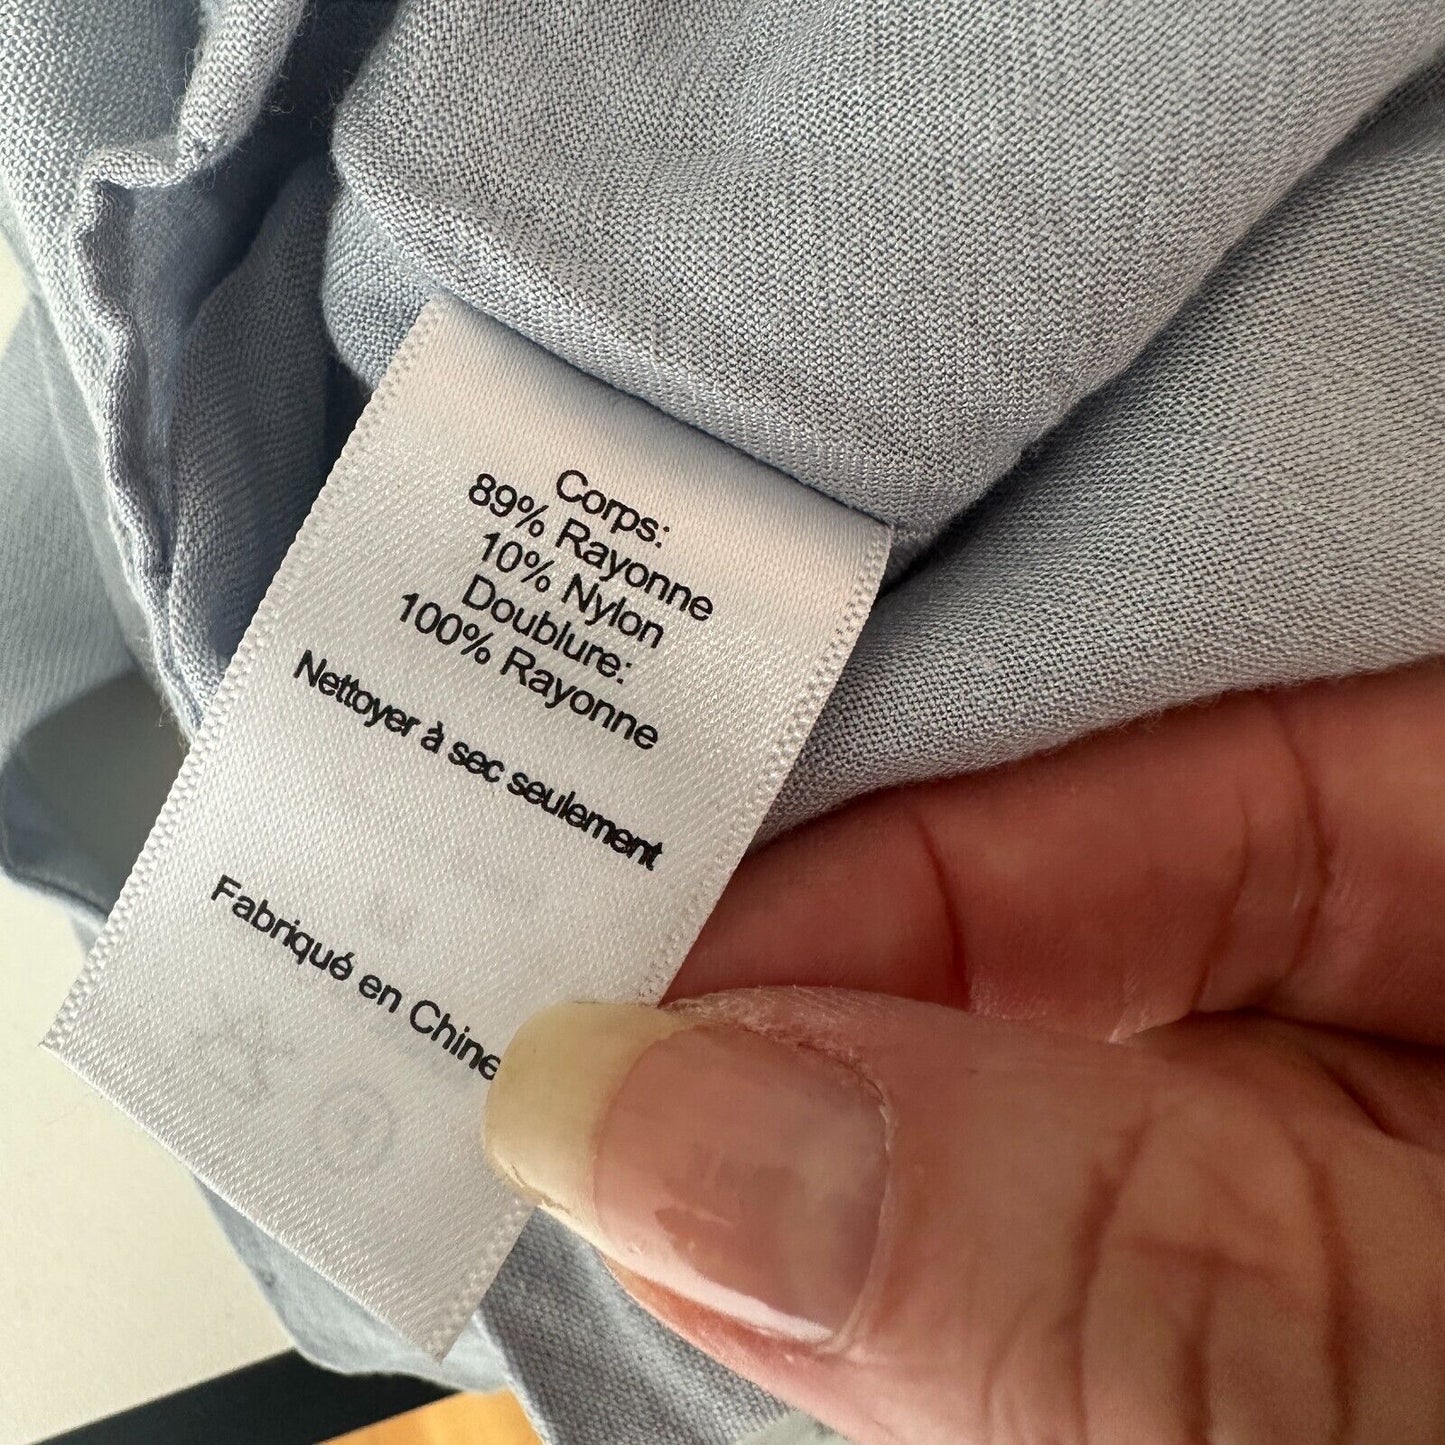 Corps:
89% Rayonne
10% Nylon
Doublure:
100% Rayonne
Nettoyer à sec seulement
Fabriqué en Chine